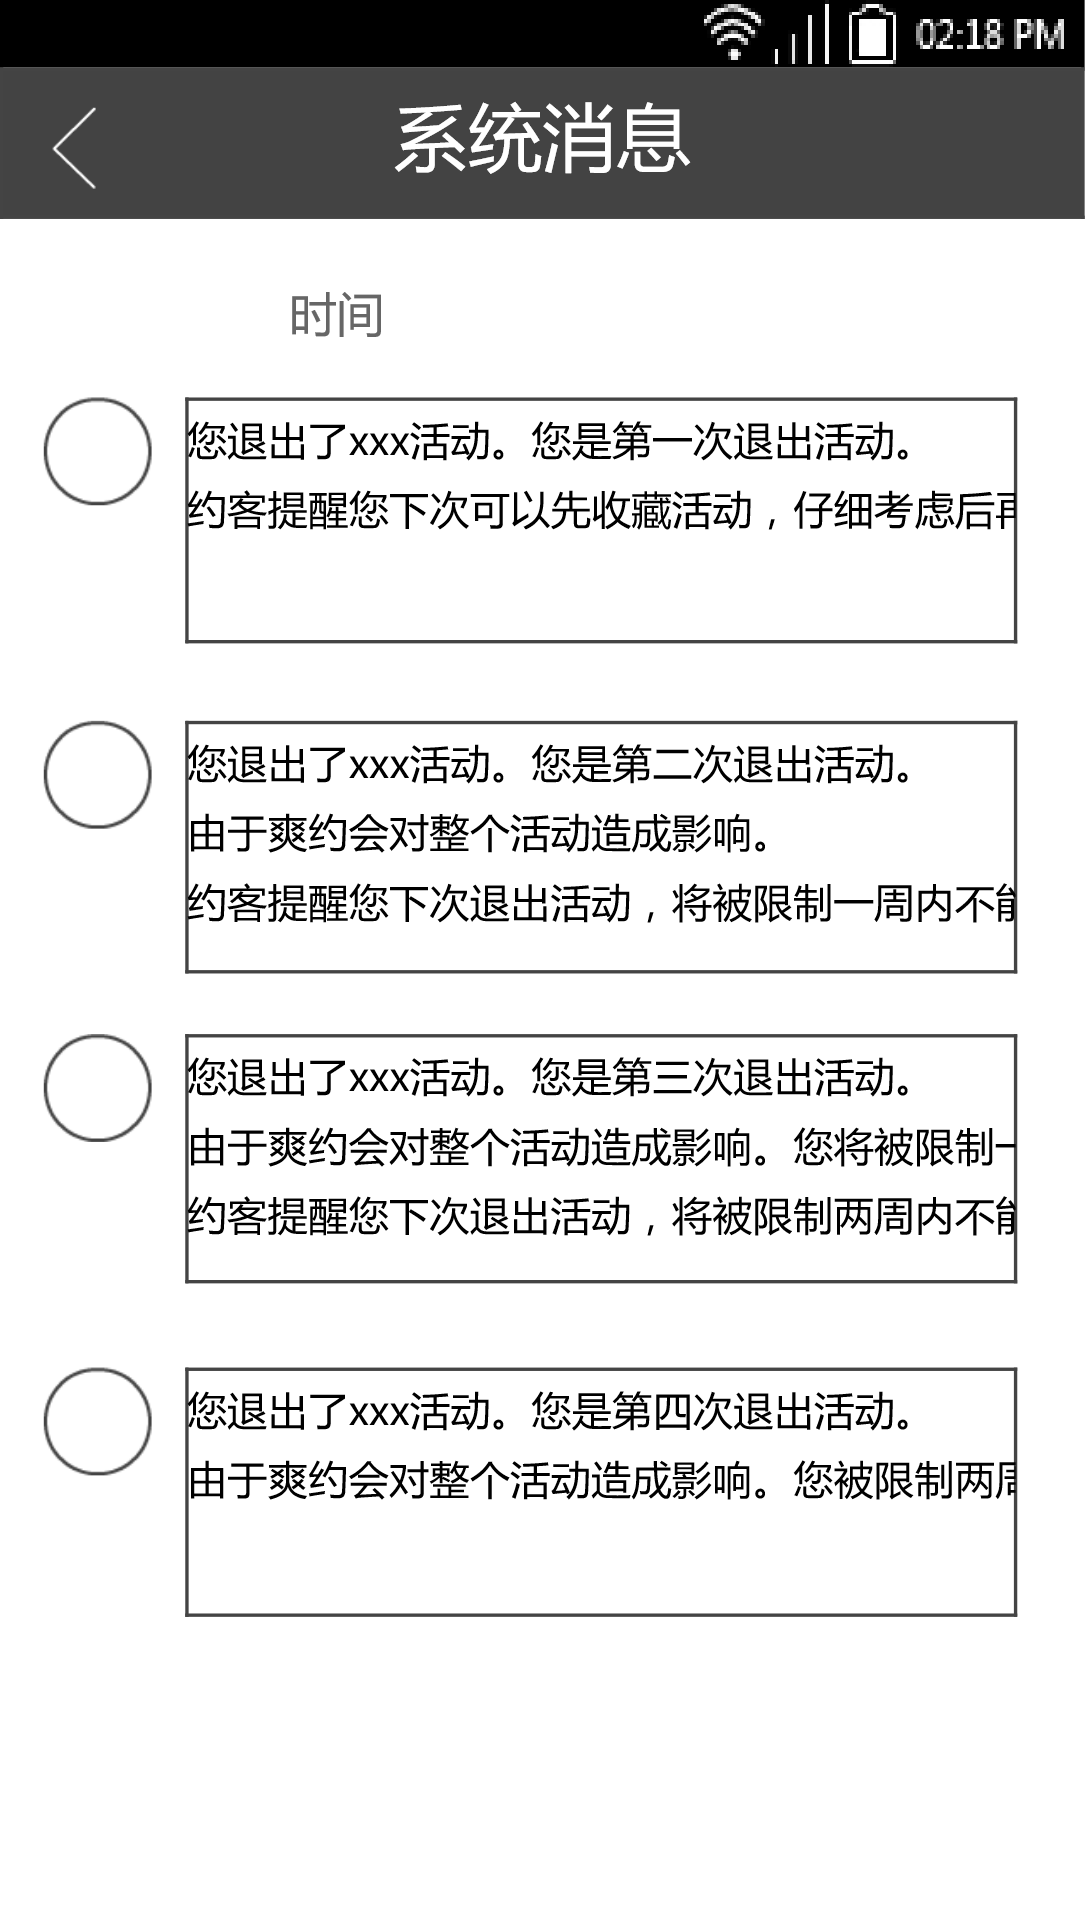 02:18 PM
系统消息
时间
您退出了xxx活动。您是第一次退出活动。
约客提醒您下次可以先收藏活动，仔细考虑后再
您退出了xxx活动。您是第二次退出活动。
由于爽约会对整个活动造成影响。
约客提醒您下次退出活动，将被限制一周内不能
您退出了xxx活动。您是第三次退出活动。
由于爽约会对整个活动造成影响。您将被限制一
约客提醒您下次退出活动，将被限制两周内不能
您退出了xxx活动。您是第四次退出活动。
由于爽约会对整个活动造成影响。您被限制两周